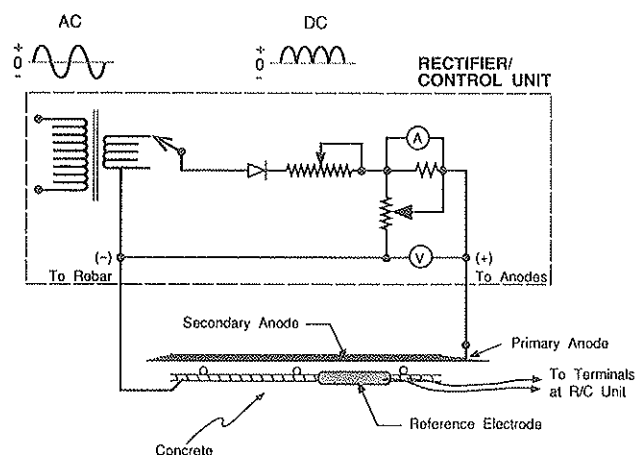 AC
DC
+
0
-
+
0
-
RECTIFIER/
CONTROL UNIT
A
(-)
V
(+)
To Rebar
To Anodes
Secondary Anode
Primary Anode
To Terminals
at R/C Unit
Reference Electrode
Concrete